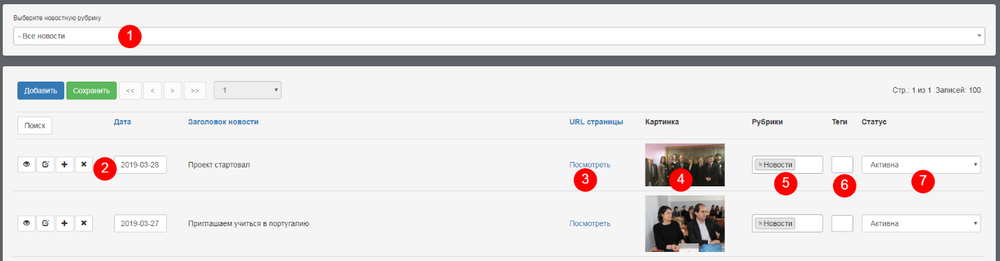 Выберите новостную рубрику
- Все новости 1
Добавить Сохранить << < > >> 1 Стр.: 1 из 1 Записей: 100
Поиск Дата Заголовок новости URL страницы Картинка Рубрики Теги Статус
2019-03-28 Проект стартовал Посмотреть ×Новости Активна
2 3 4 5 6 7
2019-03-27 Приглашаем учиться в португалию Посмотреть ×Новости Активна